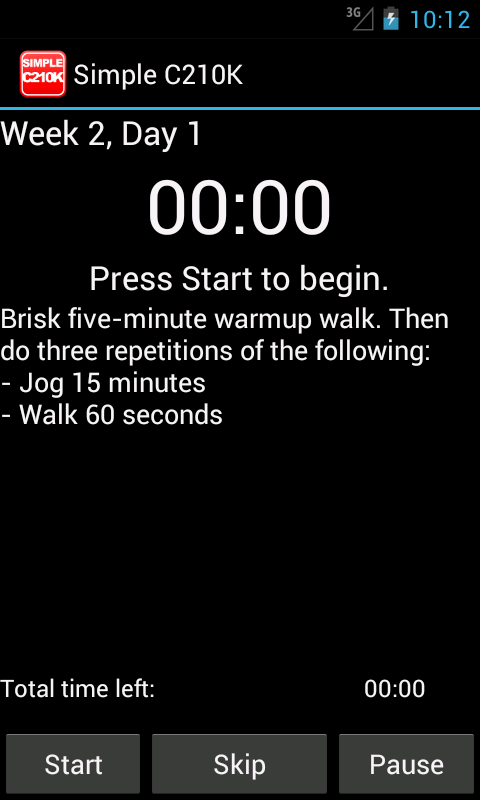 3G
10:12
SIMPLE
C210K
Simple C210K
Week 2, Day 1
00:00
Press Start to begin.
Brisk five-minute warmup walk. Then
do three repetitions of the following:
- Jog 15 minutes
- Walk 60 seconds
Total time left: 00:00
Start Skip Pause